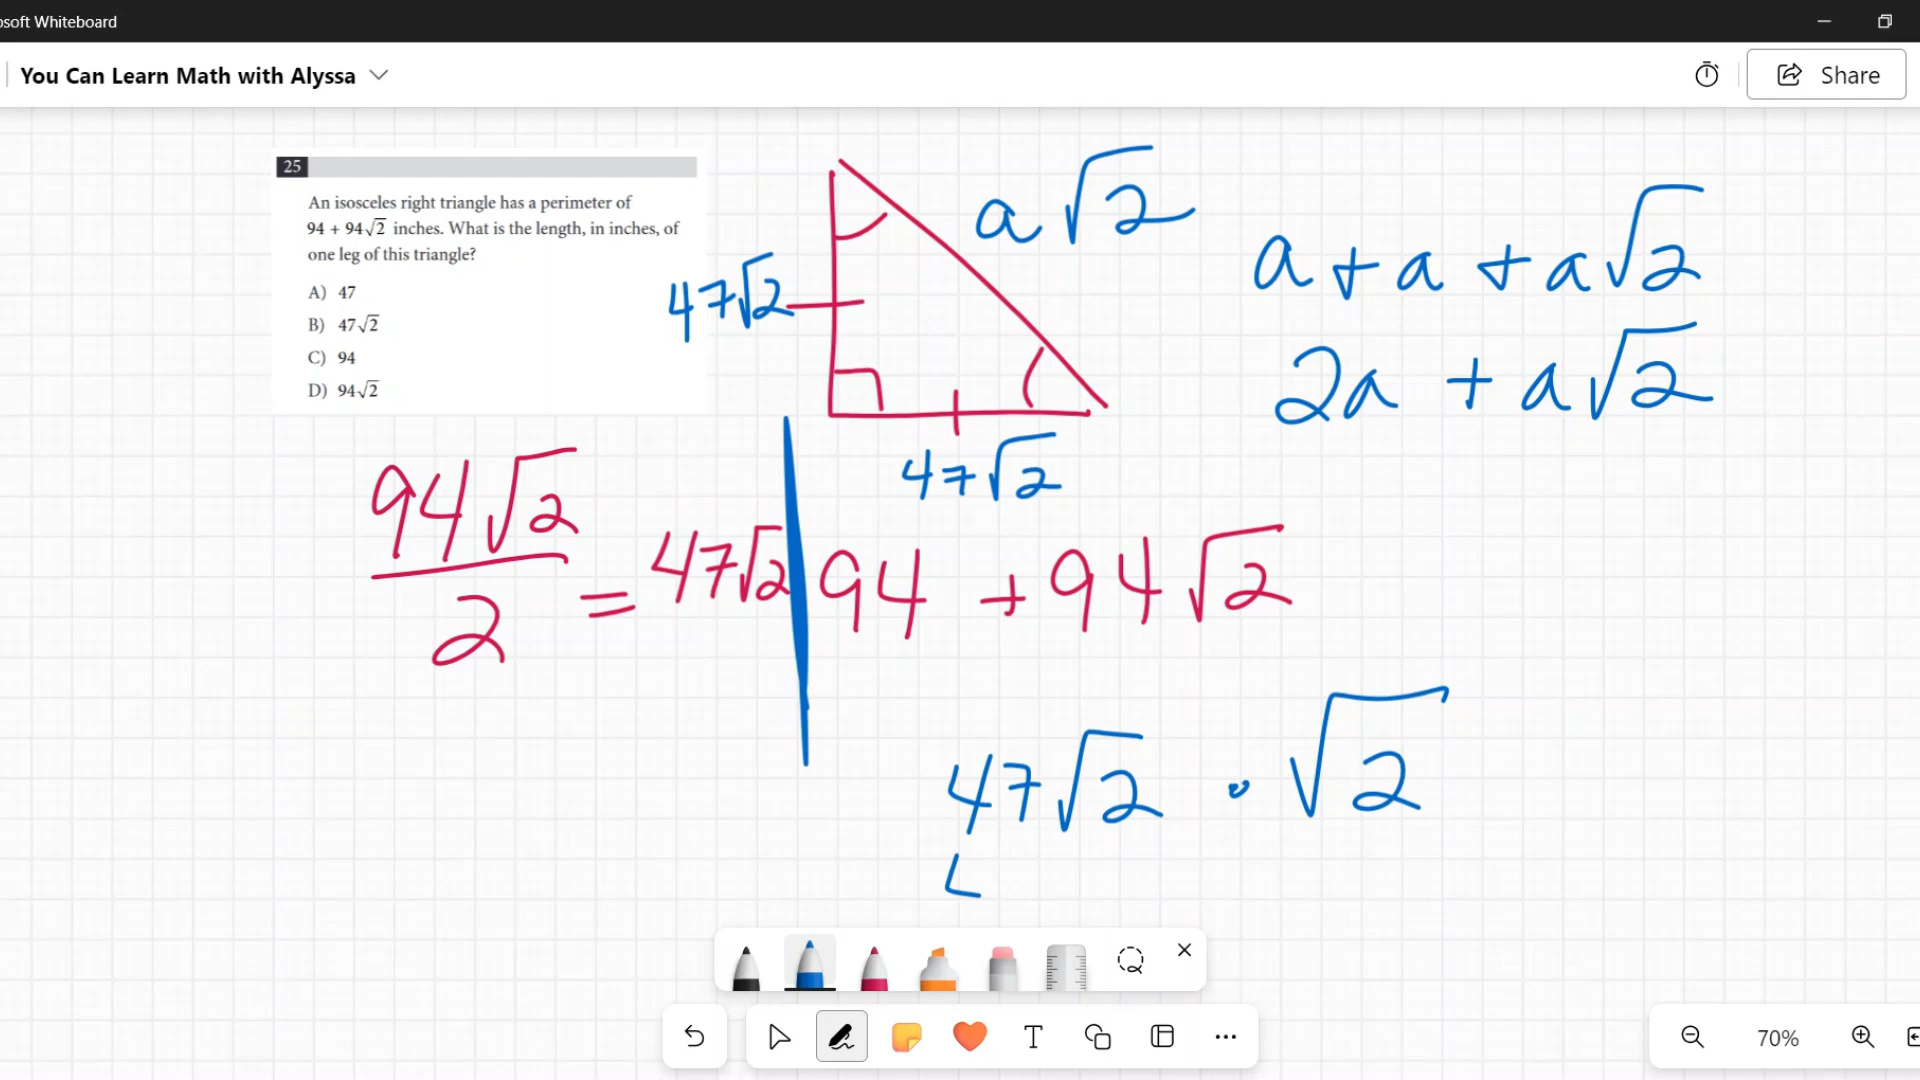 osoft Whiteboard
You Can Learn Math with Alyssa
Share
25
An isosceles right triangle has a perimeter of
94 + 94√2 inches. What is the length, in inches, of
one leg of this triangle?
A) 47
B) 47√2
C) 94
D) 94√2
a√2
47√2
47√2
a + a + a√2
2a + a√2
94√2
2
= 47√2
94 + 94√2
47√2 · √2
T
70%